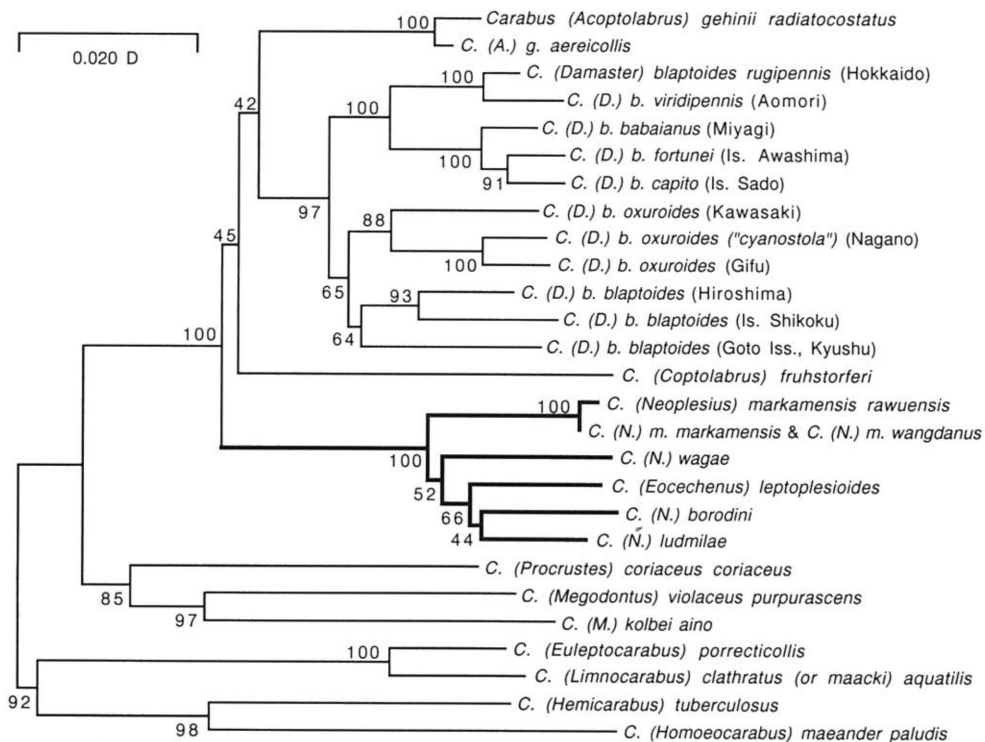 100
Carabus (Acoptolabrus) gehinii radiatocostatus
0.020 D
C. (A.) g. aereicollis
100
C. (Damaster) blaptoides rugipennis (Hokkaido)
42
100
C. (D.) b. viridipennis (Aomori)
C. (D.) b. babaianus (Miyagi)
100
C. (D.) b. fortunei (Is. Awashima)
91
C. (D.) b. capito (Is. Sado)
97
88
C. (D.) b. oxuroides (Kawasaki)
45
C. (D.) b. oxuroides ("cyanostola") (Nagano)
100
C. (D.) b. oxuroides (Gifu)
65
93
C. (D.) b. blaptoides (Hiroshima)
C. (D.) b. blaptoides (Is. Shikoku)
100
64
C. (D.) b. blaptoides (Goto Iss., Kyushu)
C. (Coptolabrus) fruhstorferi
100
C. (Neoplesius) markamensis rawuensis
C. (N.) m. markamensis & C. (N.) m. wangdanus
100
C. (N.) wagae
52
C. (Eocechenus) leptoplesioides
66
C. (N.) borodini
44
C. (N.) ludmilae
C. (Procrustes) coriaceus coriaceus
85
C. (Megodontus) violaceus purpurascens
97
C. (M.) kolbei aino
100
C. (Euleptocarabus) porrecticollis
C. (Limnocarabus) clathratus (or maacki) aquatilis
92
C. (Hemicarabus) tuberculosus
98
C. (Homoeocarabus) maeander paludis